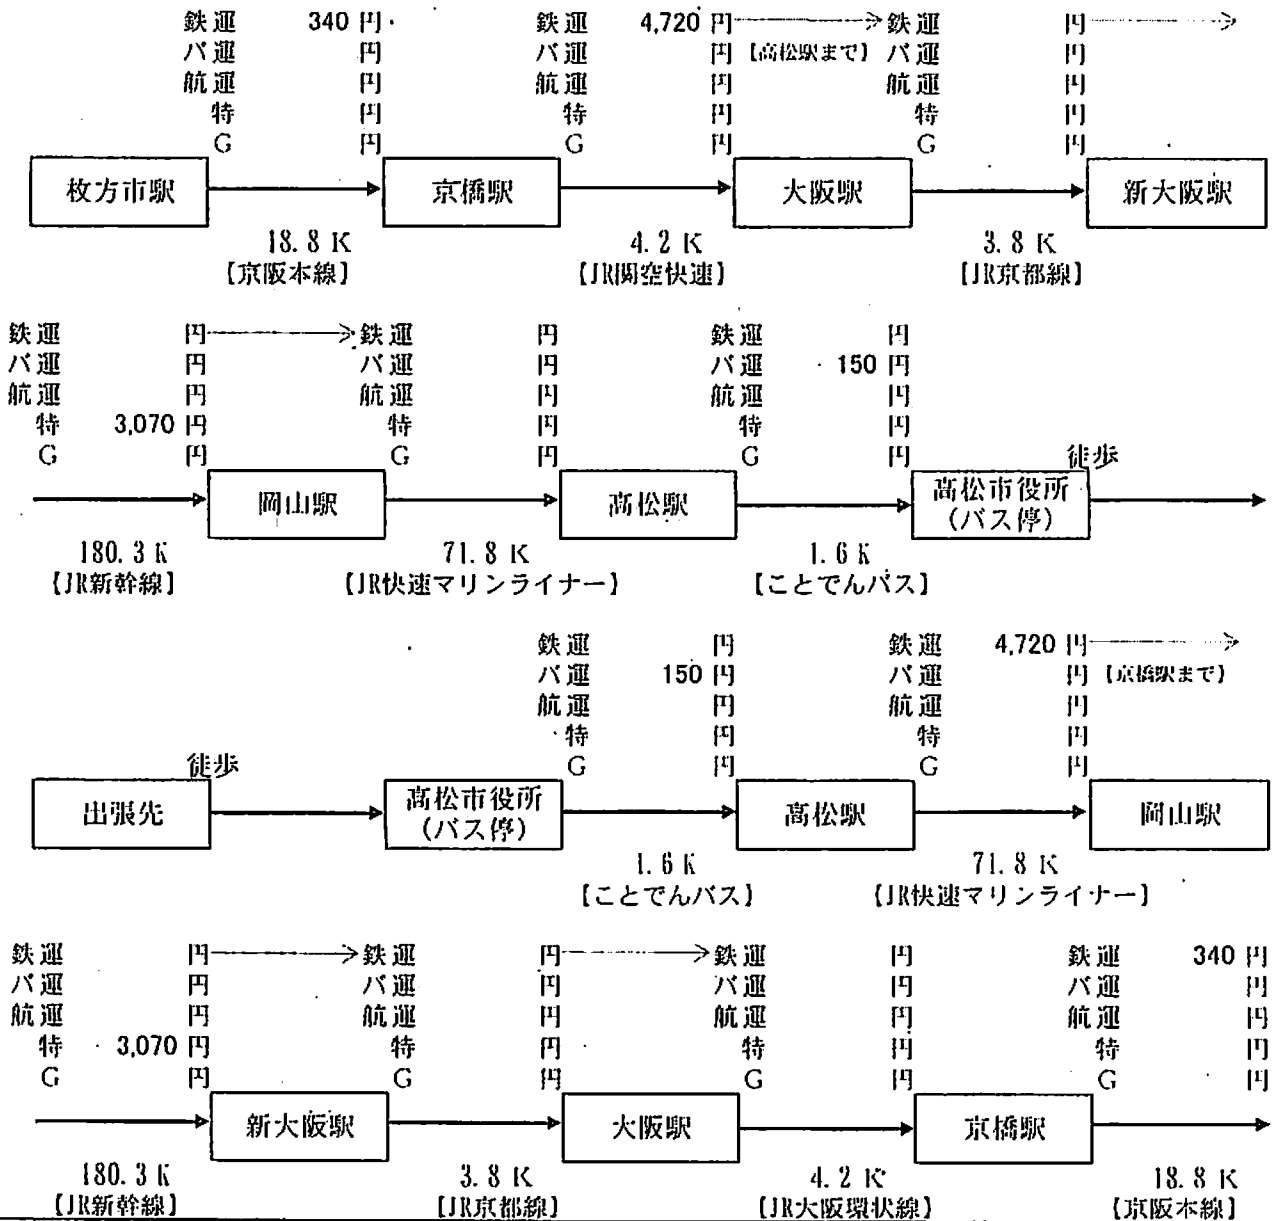 鉄運 340 円 鉄運 4,720 円 鉄運 円
バ運 円 バ運 円 【高松駅まで】 バ運 円
航運 円 航運 円 航運 円
特 円 特 円 特 円
G 円 G 円 G 円
枚方市駅 京橋駅 大阪駅 新大阪駅
18.8 K 4.2 K 3.8 K
【京阪本線】 【JR関空快速】 【JR京都線】
鉄運 円 鉄運 円 鉄運 円
バ運 円 バ運 円 バ運 150 円
航運 円 航運 円 航運 円
特 3,070 円 特 円 特 円
G 円 G 円 G 円
徒歩
岡山駅 高松駅 高松市役所
(バス停)
180.3 K 71.8 K 1.6 K
【JR新幹線】 【JR快速マリンライナー】 【ことでんバス】
鉄運 円 鉄運 4,720 円
バ運 150 円 バ運 円 【京橋駅まで】
航運 円 航運 円
特 円 特 円
G 円 G 円
徒歩
出張先 高松市役所 高松駅 岡山駅
(バス停)
1.6 K 71.8 K
【ことでんバス】 【JR快速マリンライナー】
鉄運 円 鉄運 円 鉄運 円 鉄運 340 円
バ運 円 バ運 円 バ運 円 バ運 円
航運 円 航運 円 航運 円 航運 円
特 3,070 円 特 円 特 円 特 円
G 円 G 円 G 円 G 円
新大阪駅 大阪駅 京橋駅
180.3 K 3.8 K 4.2 K 18.8 K
【JR新幹線】 【JR京都線】 【JR大阪環状線】 【京阪本線】